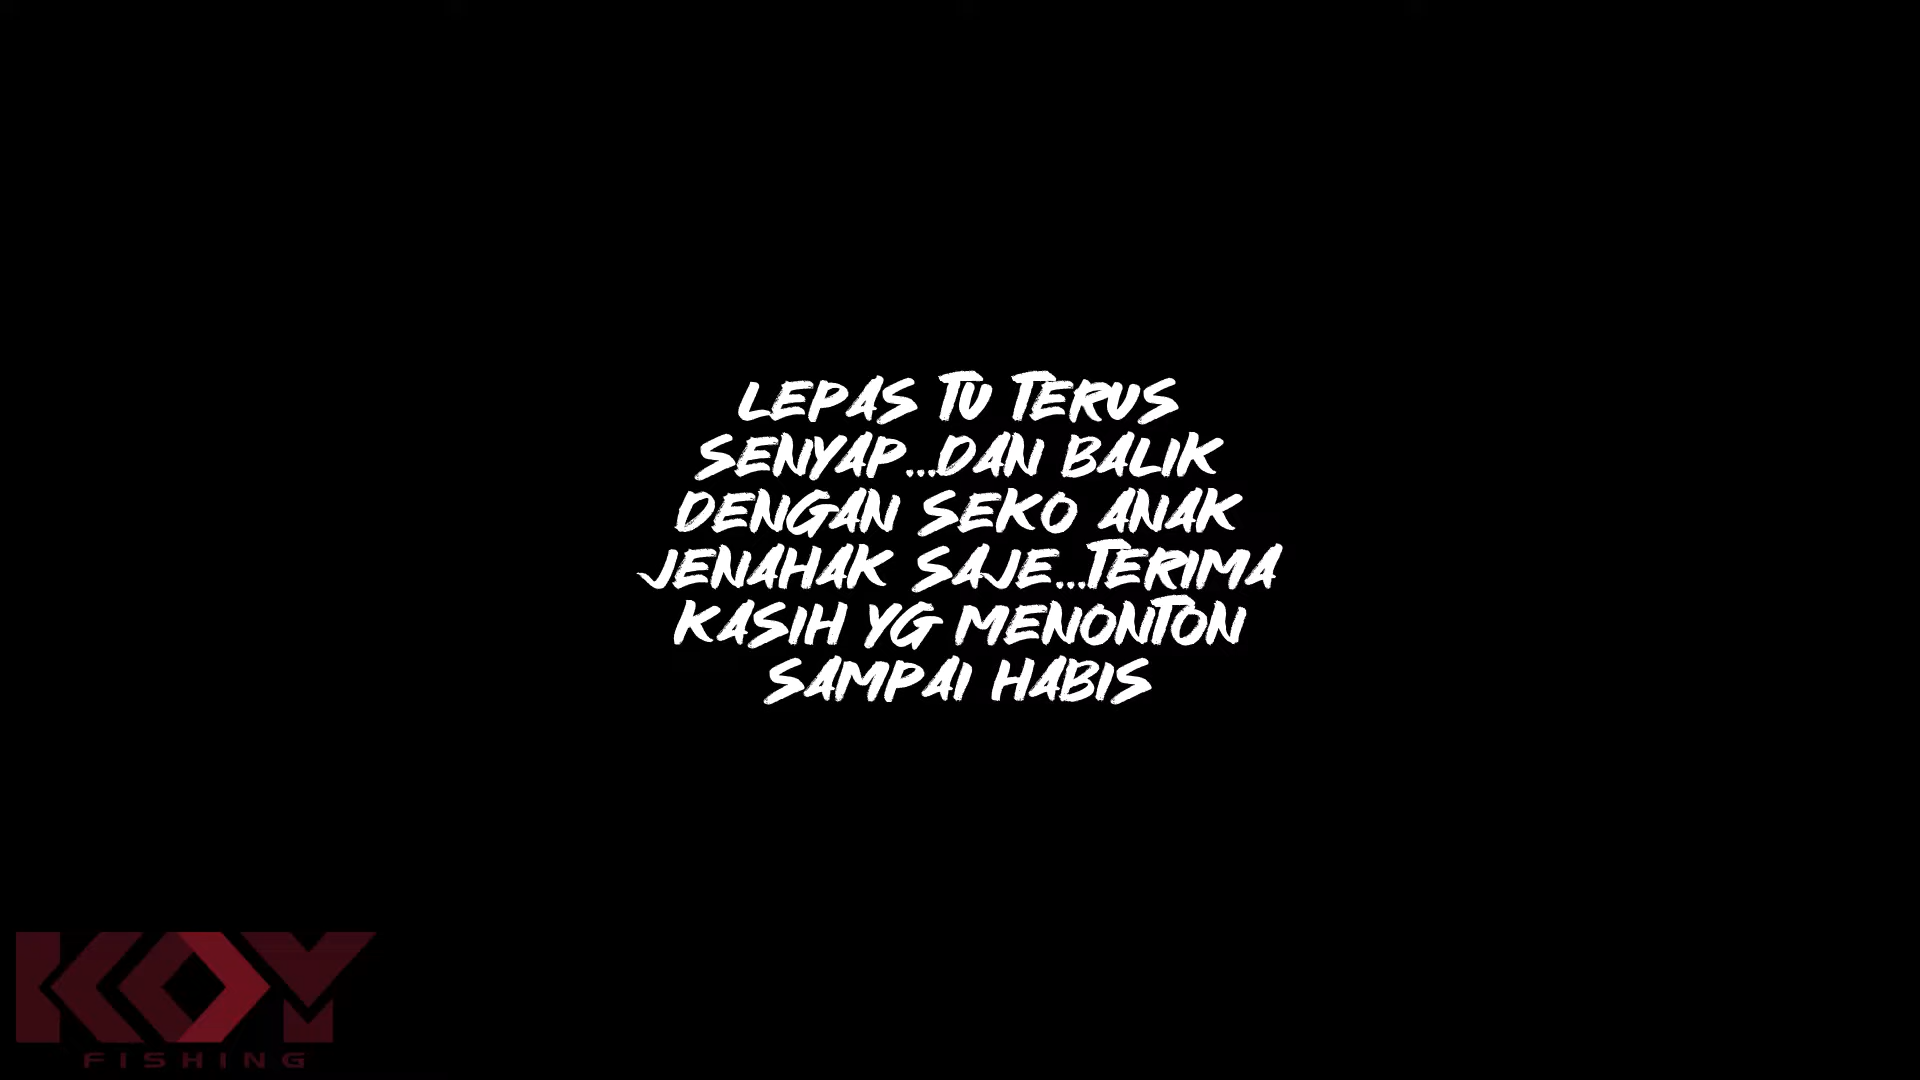 LEPAS TU TERUS
SENYAP...DAN BALIK
DENGAN SEKO ANAK
JENAHAK SAJE...TERIMA
KASIH YG MENONTON
SAMPAI HABIS
KOY
FISHING